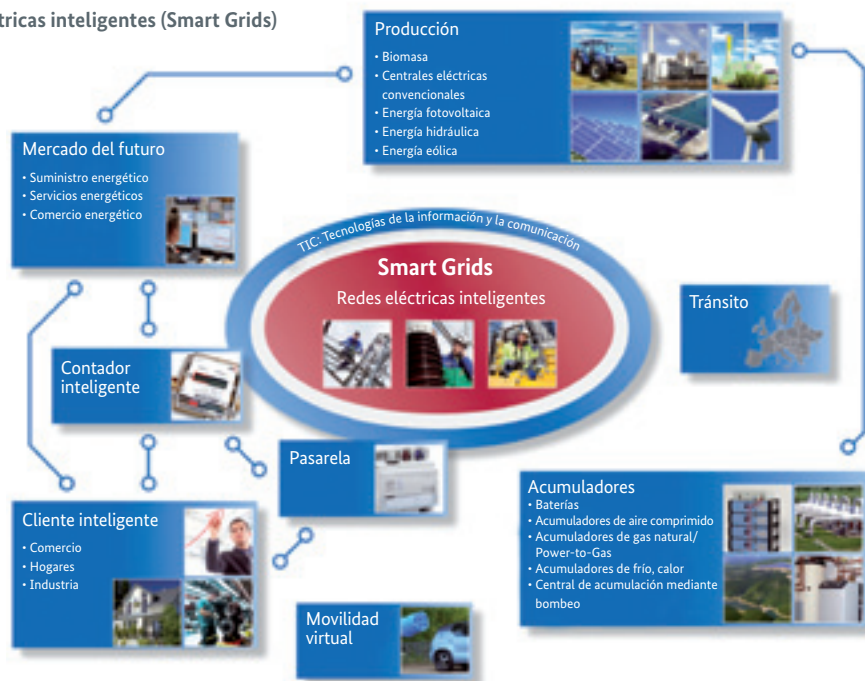 tricas inteligentes (Smart Grids)
Producción
• Biomasa
• Centrales eléctricas
convencionales
• Energía fotovoltaica
• Energía hidráulica
• Energía eólica
Mercado del futuro
• Suministro energético
• Servicios energéticos
• Comercio energético
TIC: Tecnologías de la información y la comunicación
Smart Grids
Redes eléctricas inteligentes
Tránsito
Contador
inteligente
Pasarela
Cliente inteligente
• Comercio
• Hogares
• Industria
Acumuladores
• Baterías
• Acumuladores de aire comprimido
• Acumuladores de gas natural/
Power-to-Gas
• Acumuladores de frío, calor
• Central de acumulación mediante
bombeo
Movilidad
virtual